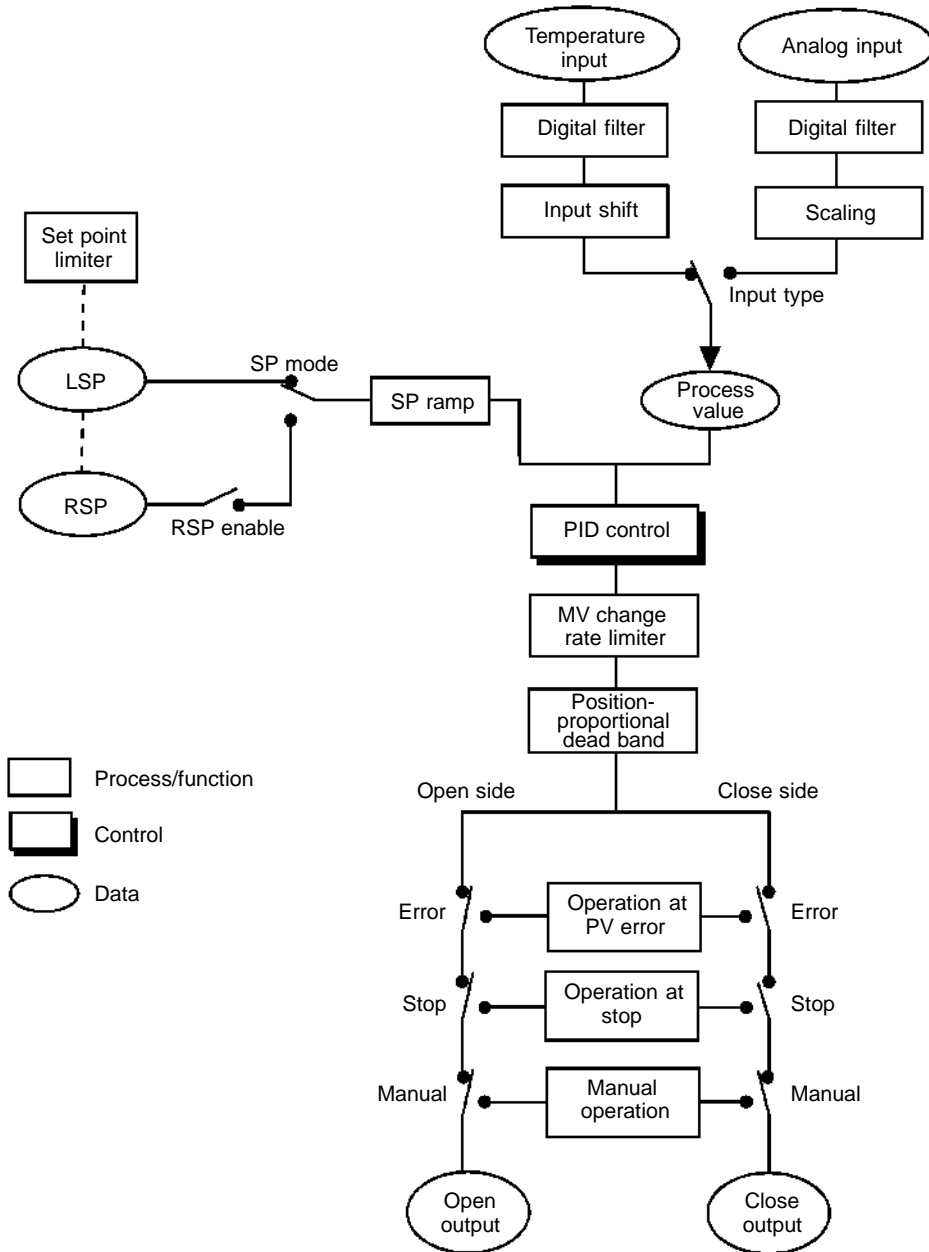 Temperature
input
Analog input
Digital filter
Digital filter
Input shift
Scaling
Set point
limiter
Input type
SP mode
LSP
SP ramp
Process
value
RSP
RSP enable
PID control
MV change
rate limiter
Position-
proportional
dead band
Process/function
Control
Data
Open side
Close side
Error
Operation at
PV error
Error
Stop
Operation at
stop
Stop
Manual
Manual
operation
Manual
Open
output
Close
output